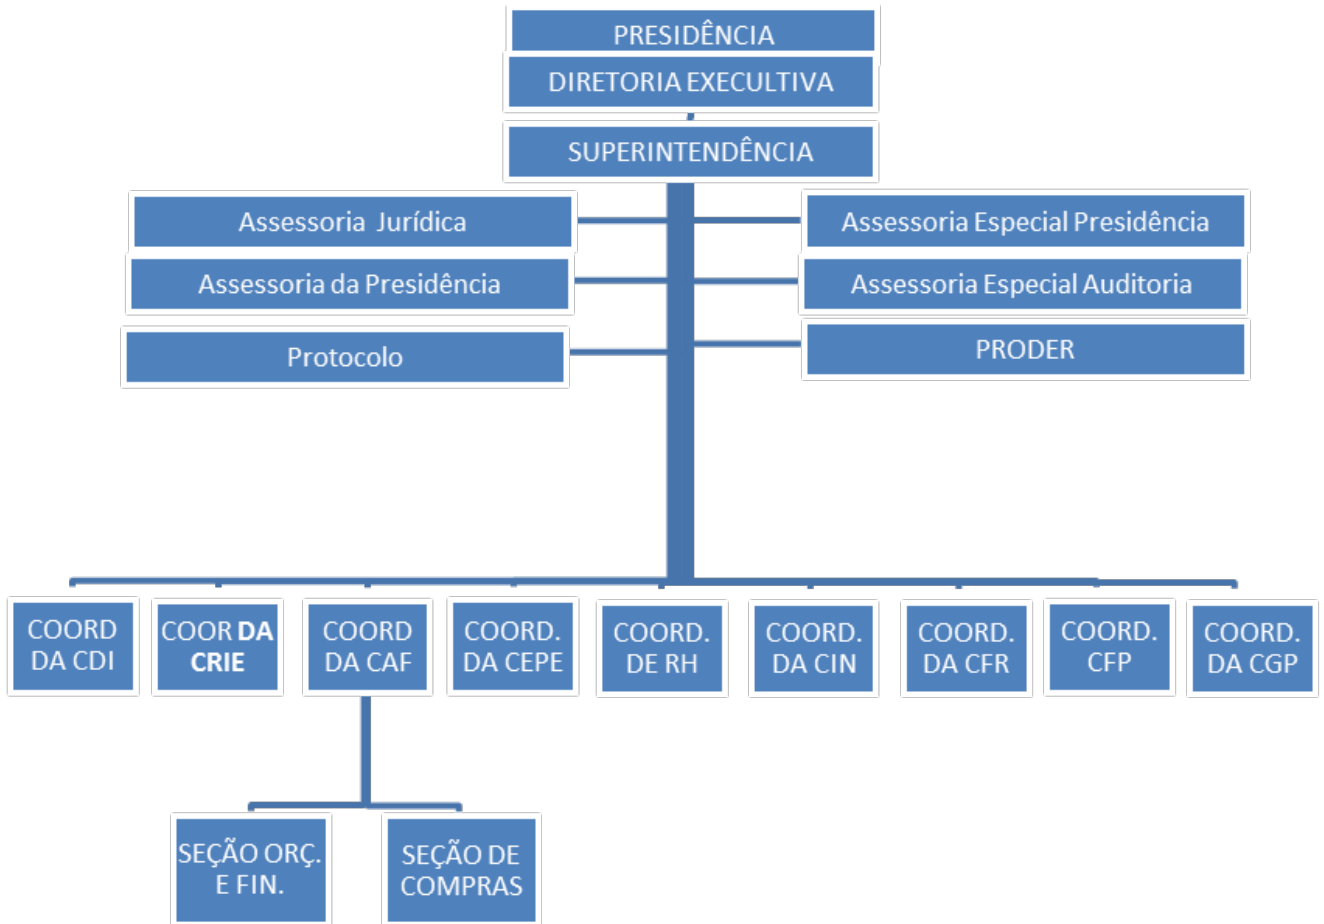 PRESIDÊNCIA
DIRETORIA EXECULTIVA
SUPERINTENDÊNCIA
Assessoria Jurídica
Assessoria Especial Presidência
Assessoria da Presidência
Assessoria Especial Auditoria
Protocolo
PRODER
COORD
DA CDI
COOR DA
CRIE
COORD
DA CAF
COORD.
DA CEPE
COORD.
DE RH
COORD.
DA CIN
COORD.
DA CFR
COORD.
CFP
COORD.
DA CGP
SEÇÃO ORÇ.
E FIN.
SEÇÃO DE
COMPRAS